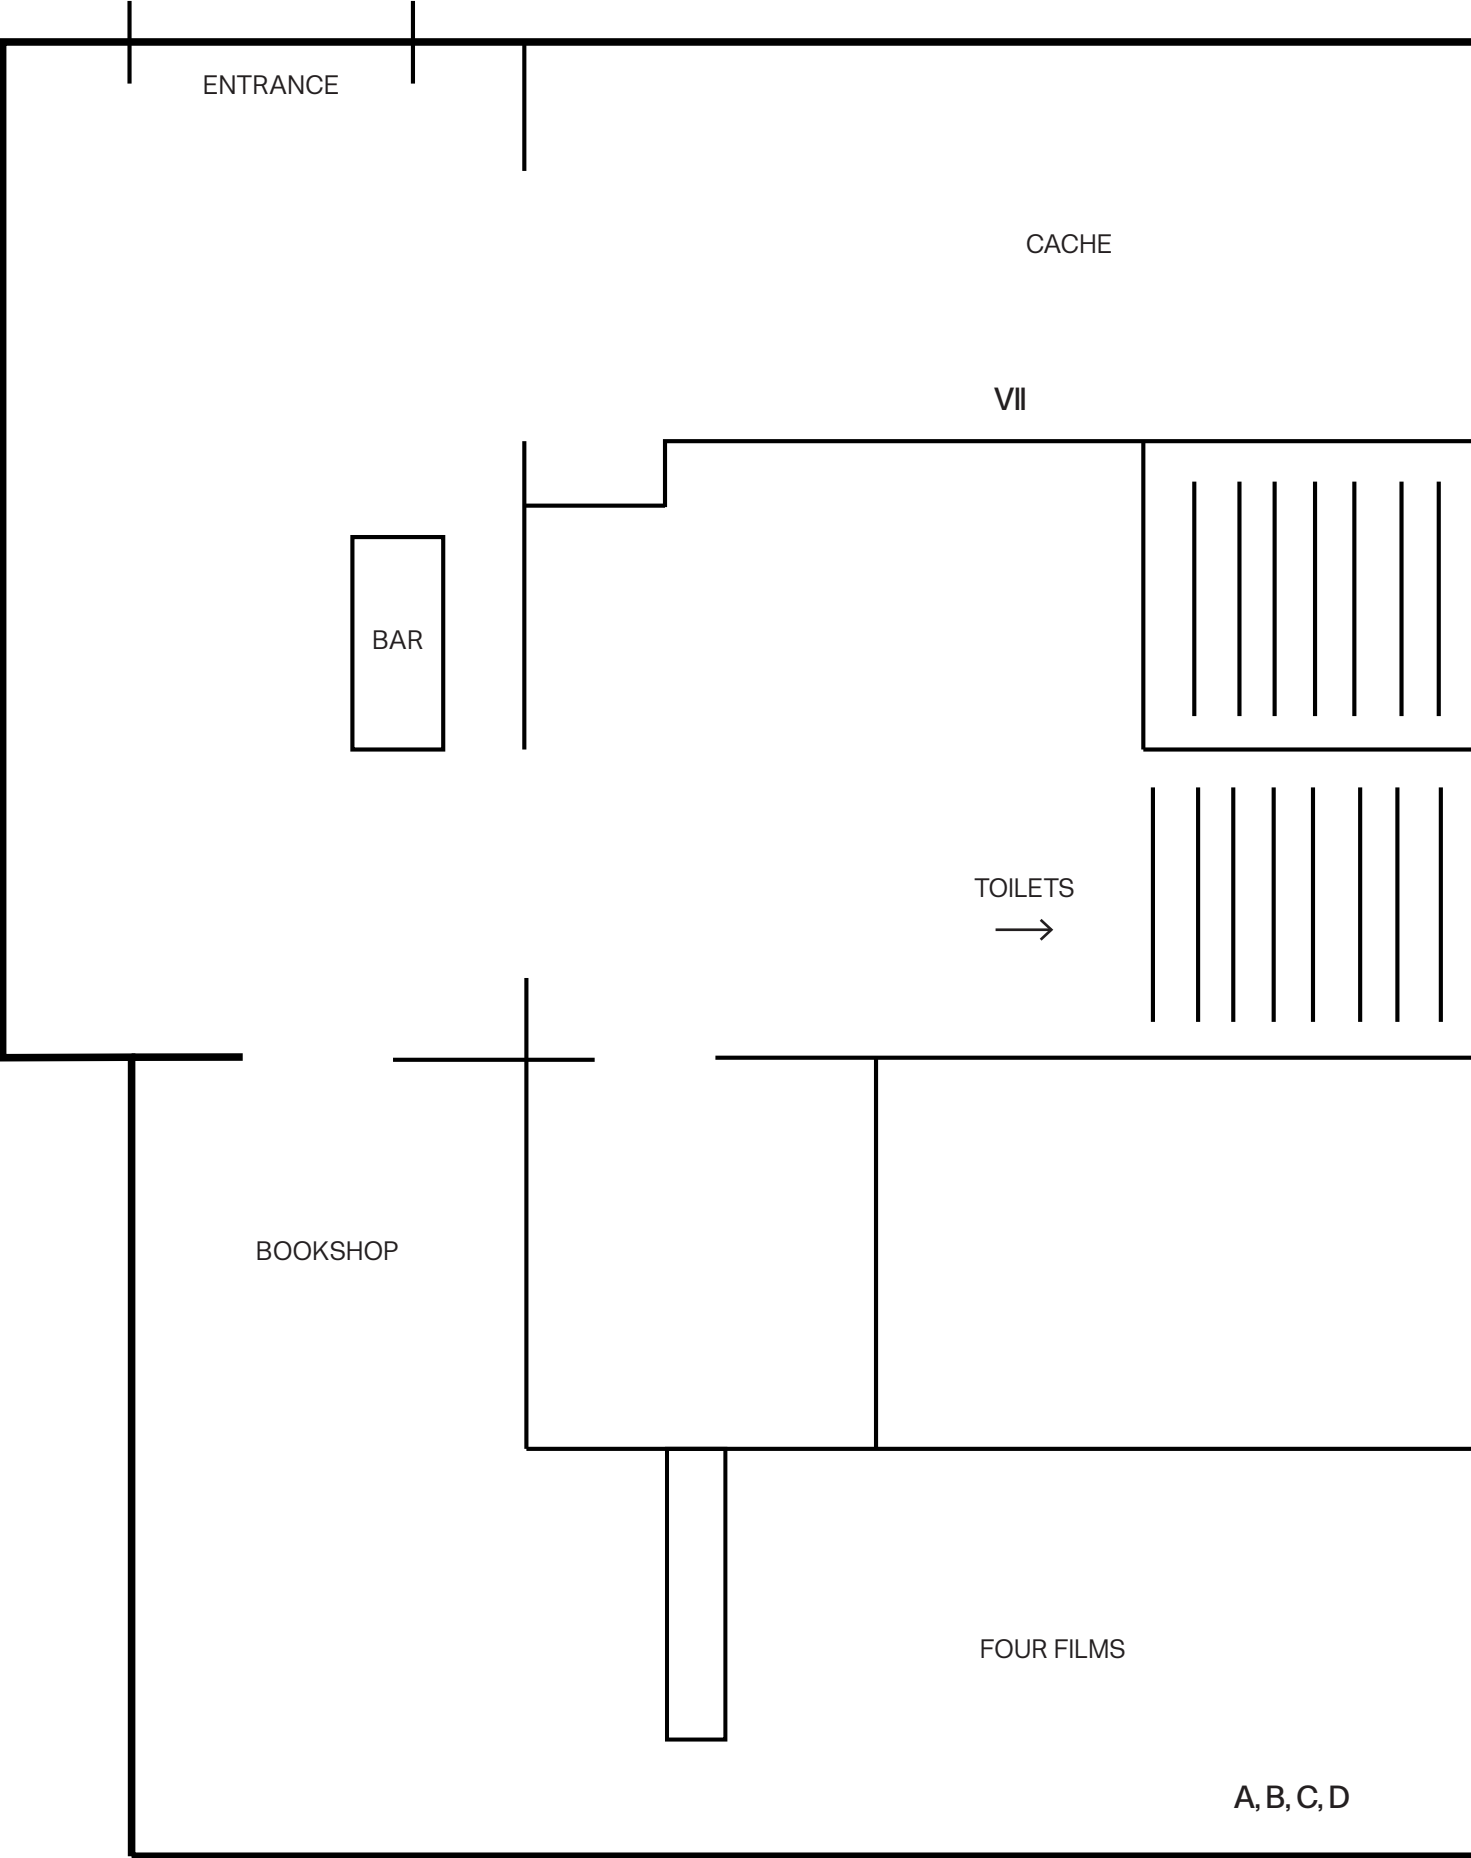 ENTRANCE
CACHE
VII
BAR
TOILETS
BOOKSHOP
FOUR FILMS
A, B, C, D